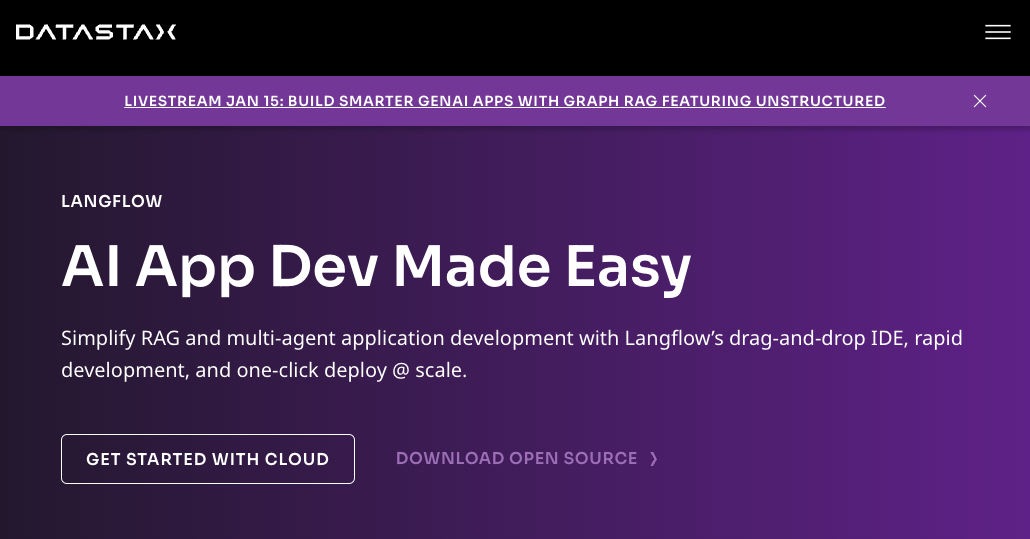 DATASTAX
LIVESTREAM JAN 15: BUILD SMARTER GENAI APPS WITH GRAPH RAG FEATURING UNSTRUCTURED
LANGFLOW
AI App Dev Made Easy
Simplify RAG and multi-agent application development with Langflow’s drag-and-drop IDE, rapid
development, and one-click deploy @ scale.
GET STARTED WITH CLOUD
DOWNLOAD OPEN SOURCE ❯